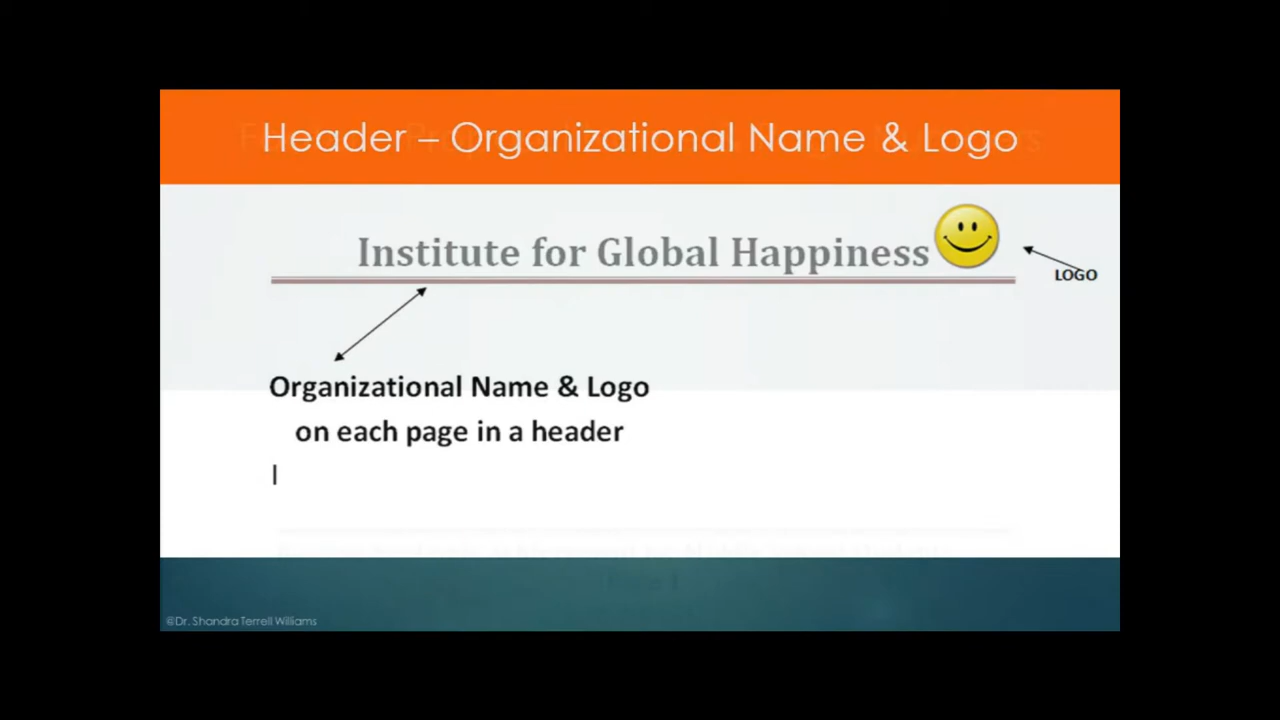 Header – Organizational Name & Logo
Institute for Global Happiness
LOGO
Organizational Name & Logo
on each page in a header
©Dr. Shandra Terrell Williams